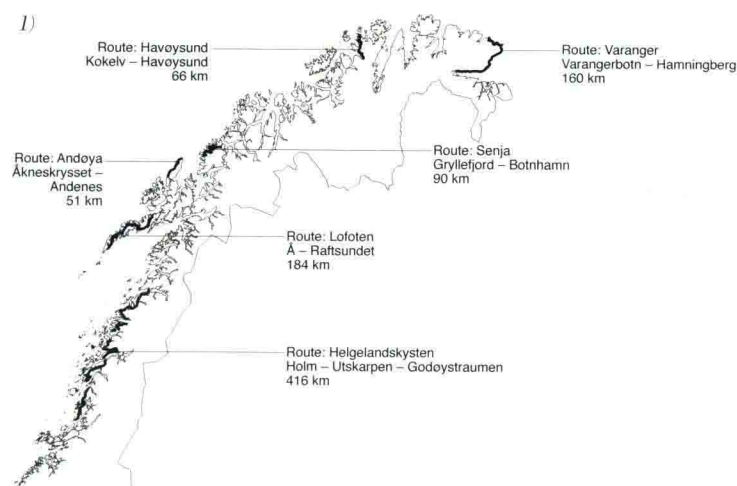 1)
Route: Havøysund
Kokelv – Havøysund
66 km
Route: Varanger
Varangerbotn – Hamningberg
160 km
Route: Senja
Gryllefjord – Botnhamn
90 km
Route: Andøya
Åkneskrysset –
Andenes
51 km
Route: Lofoten
Å – Raftsundet
184 km
Route: Helgelandskysten
Holm – Utskarpen – Godøystraumen
416 km